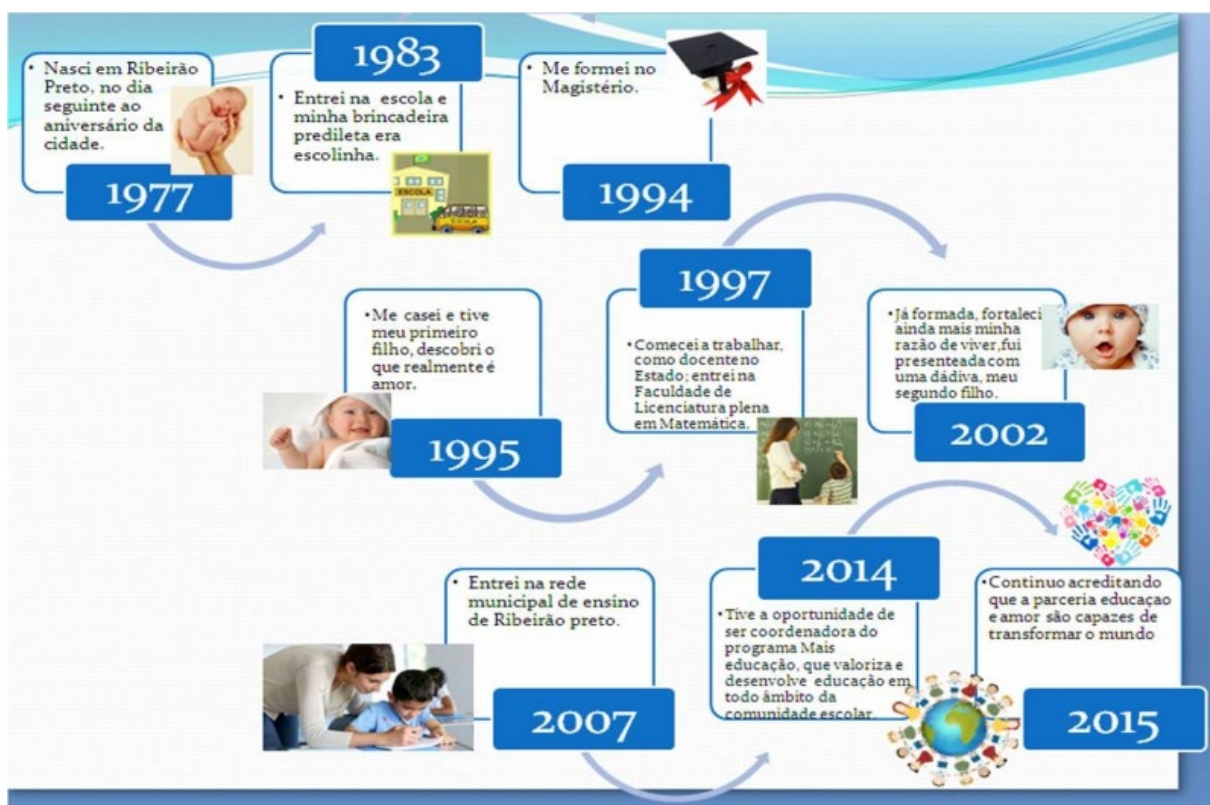 • Nasci em Ribeirão
Preto, no dia
seguinte ao
aniversário da
cidade.
1977
1983
• Entrei na escola e
minha brincadeira
predileta era
escolinha.
ESCOLA
• Me formei no
Magistério.
1994
• Me casei e tive
meu primeiro
filho, descobri o
que realmente é
amor.
1995
1997
• Comecei a trabalhar,
como docente no
Estado; entrei na
Faculdade de
Licenciatura plena
em Matemática.
• Já formada, fortaleci
ainda mais minha
razão de viver,fui
presenteada com
uma dádiva, meu
segundo filho.
2002
• Entrei na rede
municipal de ensino
de Ribeirão preto.
2007
2014
• Tive a oportunidade de
ser coordenadora do
programa Mais
educação, que valoriza e
desenvolve educação em
todo âmbito da
comunidade escolar.
• Continuo acreditando
que a parceria educaçao
e amor são capazes de
transformar o mundo
2015